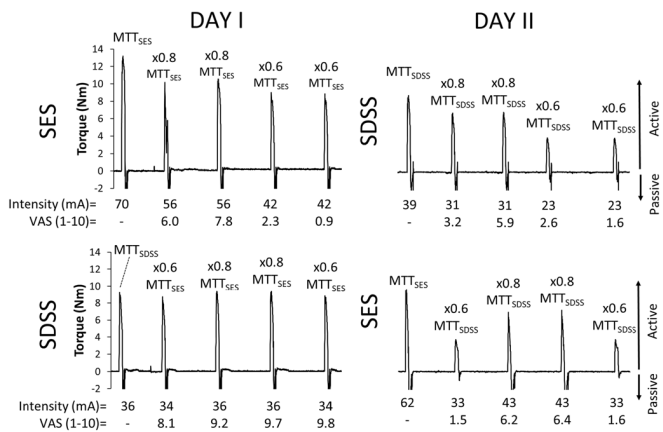 DAY I
DAY II
MTTSES
x0.8
MTTSES
x0.8
MTTSES
x0.6
MTTSES
x0.6
MTTSES
SES
Torque (Nm)
14
12
10
8
6
4
2
0
-2
Intensity (mA)= 70 56 56 42 42
VAS (1-10)= - 6.0 7.8 2.3 0.9
MTTSDSS
x0.8
MTTSDSS
x0.8
MTTSDSS
x0.6
MTTSDSS
x0.6
MTTSDSS
SDSS
Active
Passive
39 31 31 23 23
- 3.2 5.9 2.6 1.6
MTTSDSS
x0.6
MTTSES
x0.8
MTTSES
x0.8
MTTSES
x0.6
MTTSES
SDSS
Torque (Nm)
14
12
10
8
6
4
2
0
-2
Intensity (mA)= 36 34 36 36 34
VAS (1-10)= - 8.1 9.2 9.7 9.8
MTTSES
x0.6
MTTSDSS
x0.8
MTTSDSS
x0.8
MTTSDSS
x0.6
MTTSDSS
SES
Active
Passive
62 33 43 43 33
- 1.5 6.2 6.4 1.6